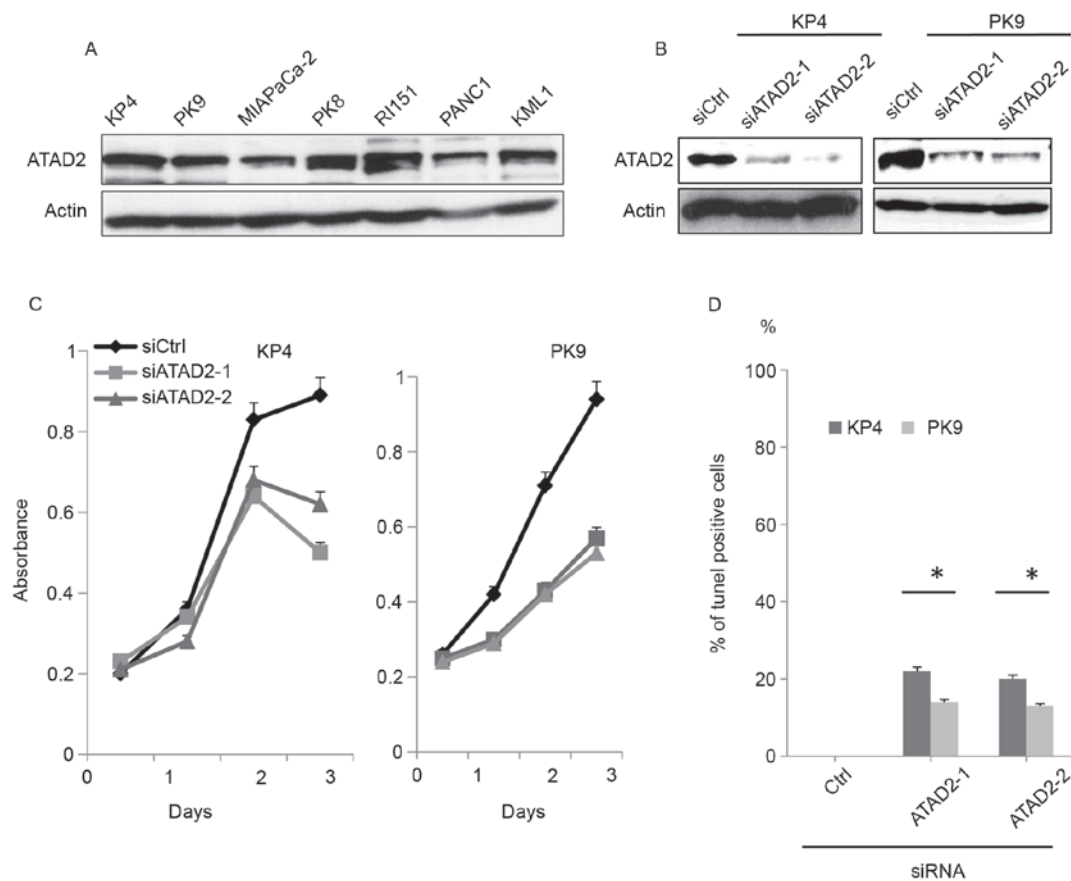 A
KP4
PK9
MIAPaCa-2
PK8
RI151
PANC1
KML1
ATAD2
Actin
B
KP4
PK9
siCtrl
siATAD2-1
siATAD2-2
siCtrl
siATAD2-1
siATAD2-2
ATAD2
Actin
C
siCtrl
siATAD2-1
siATAD2-2
KP4
Absorbance
1
0.8
0.6
0.4
0.2
0
0 1 2 3
Days
PK9
1
0.8
0.6
0.4
0.2
0
0 1 2 3
Days
D
%
% of tunel positive cells
100
80
60
40
20
0
KP4 PK9
* *
Ctrl
ATAD2-1
ATAD2-2
siRNA